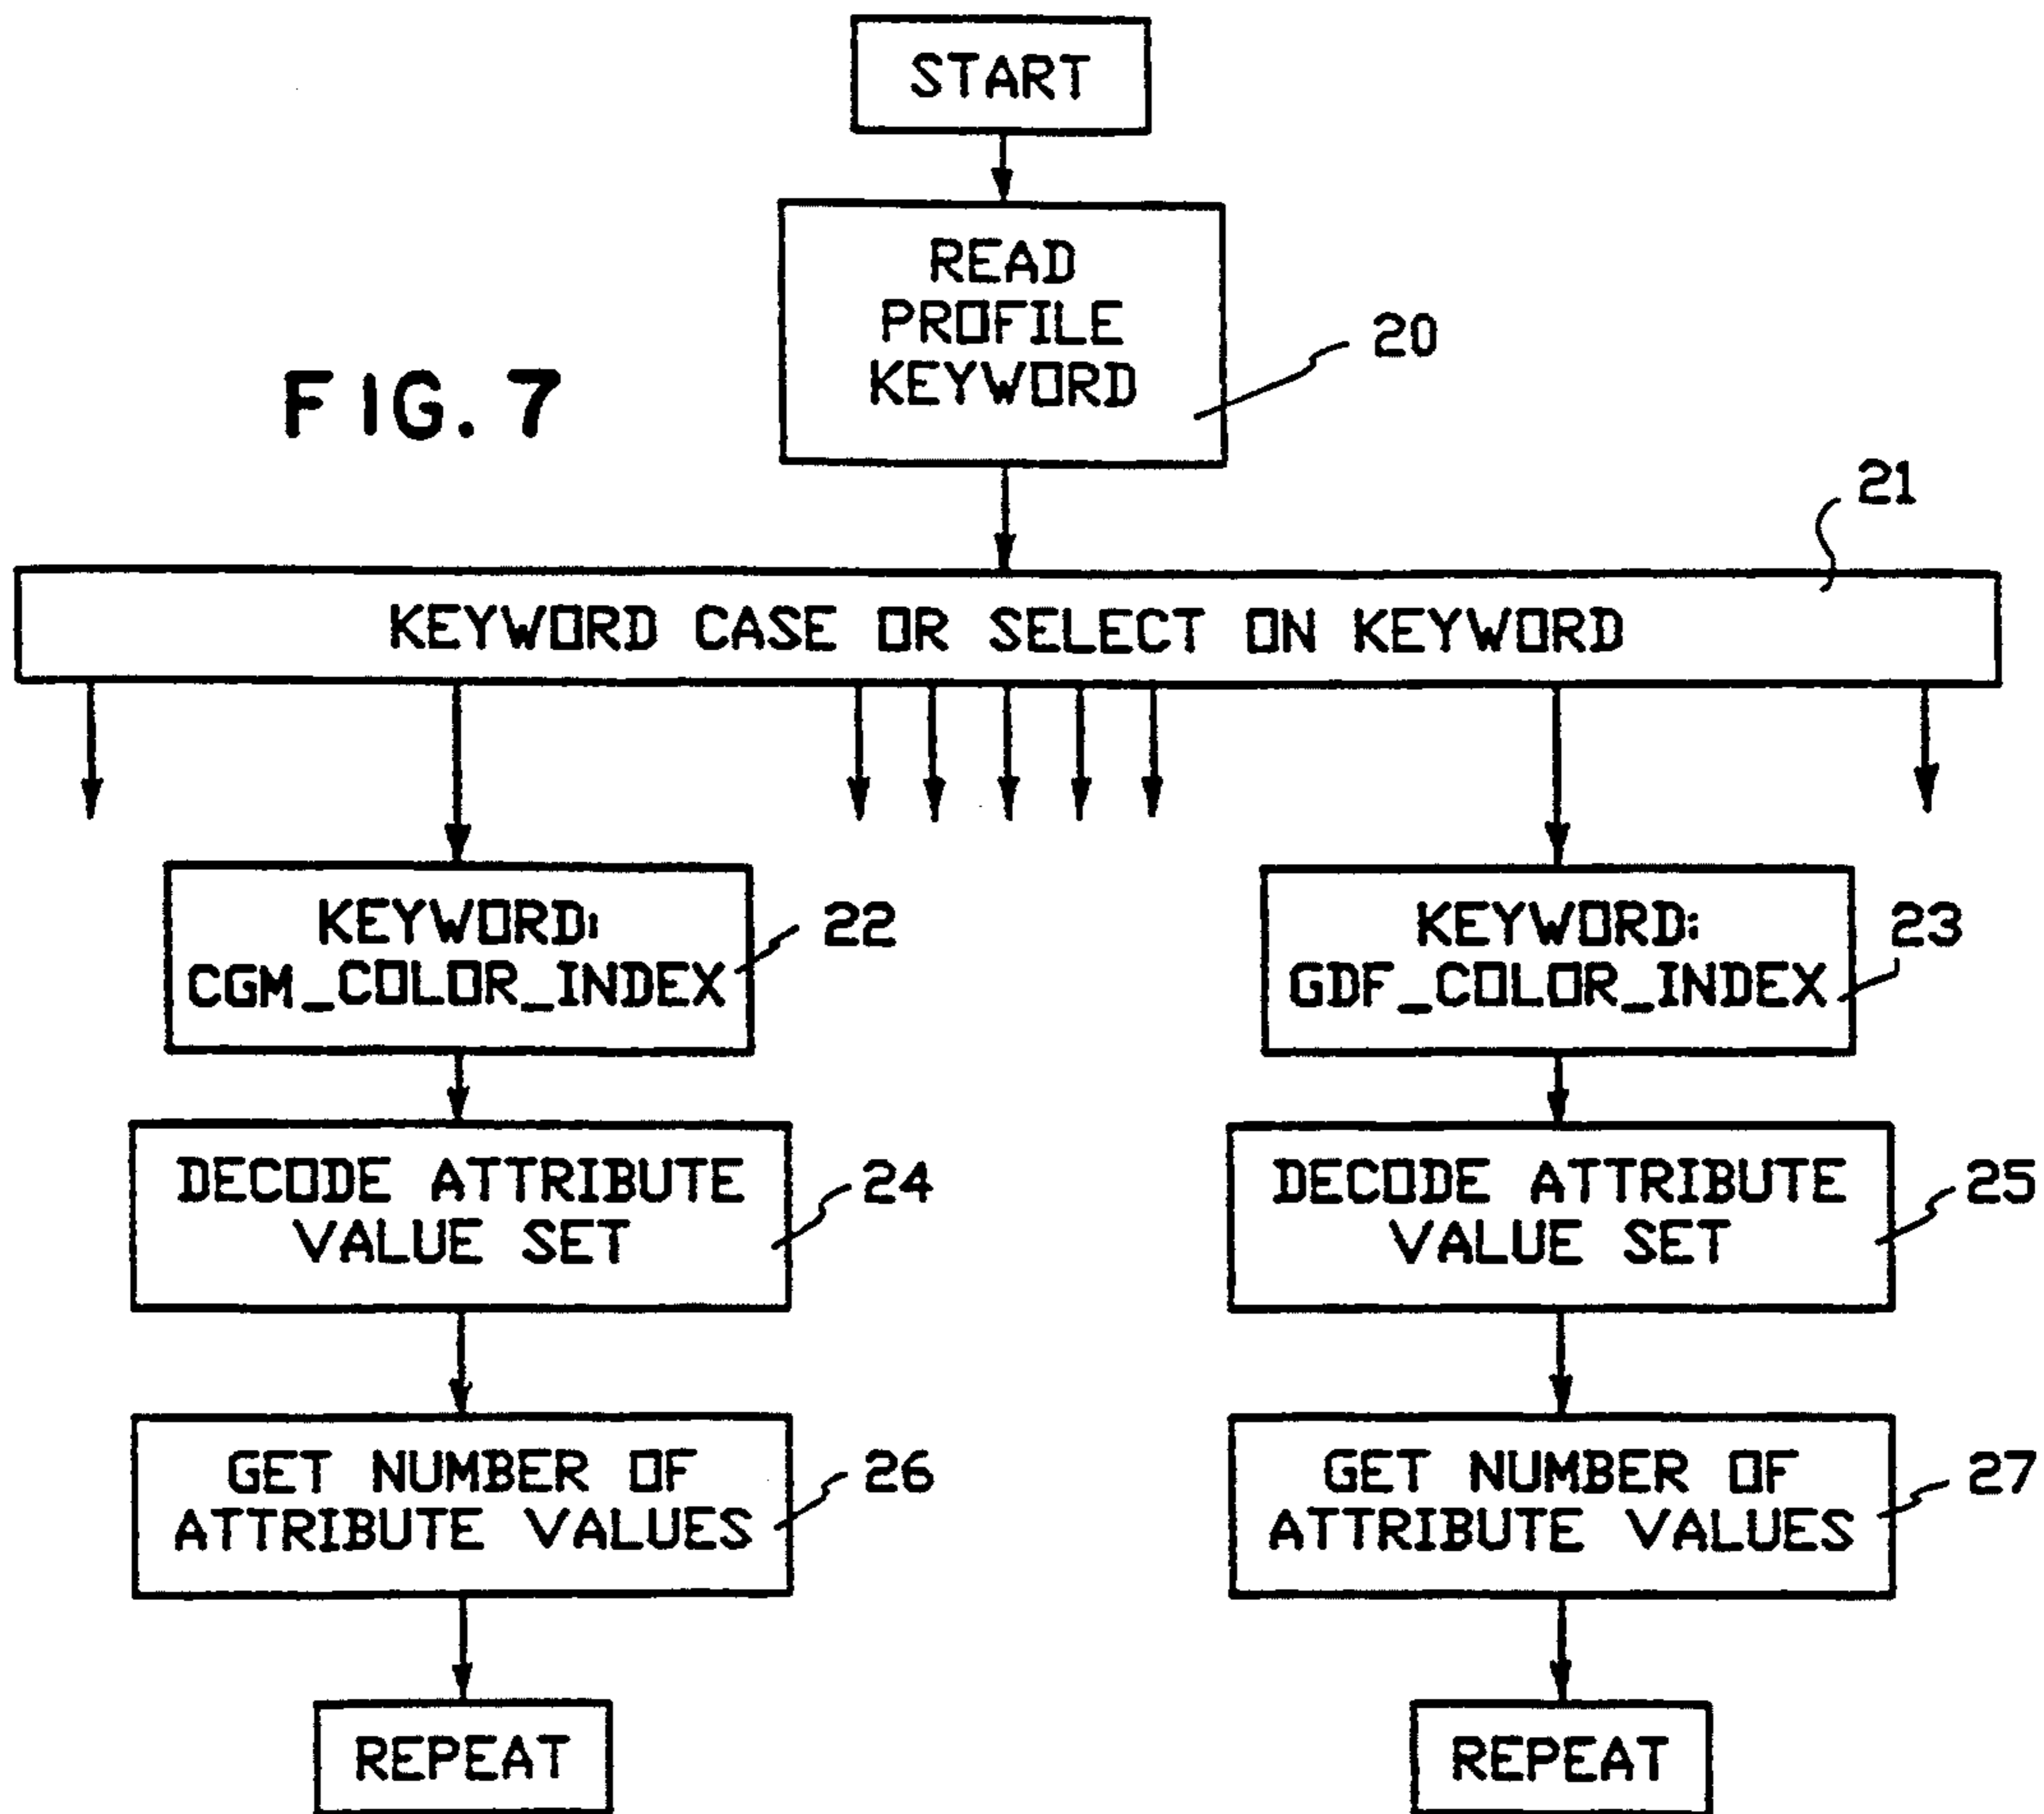 START
READ
PROFILE
KEYWORD
20
FIG. 7
21
KEYWORD CASE OR SELECT ON KEYWORD
KEYWORD:
CGM_COLOR_INDEX
22
KEYWORD:
GDF_COLOR_INDEX
23
DECODE ATTRIBUTE
VALUE SET
24
DECODE ATTRIBUTE
VALUE SET
25
GET NUMBER OF
ATTRIBUTE VALUES
26
GET NUMBER OF
ATTRIBUTE VALUES
27
REPEAT
REPEAT